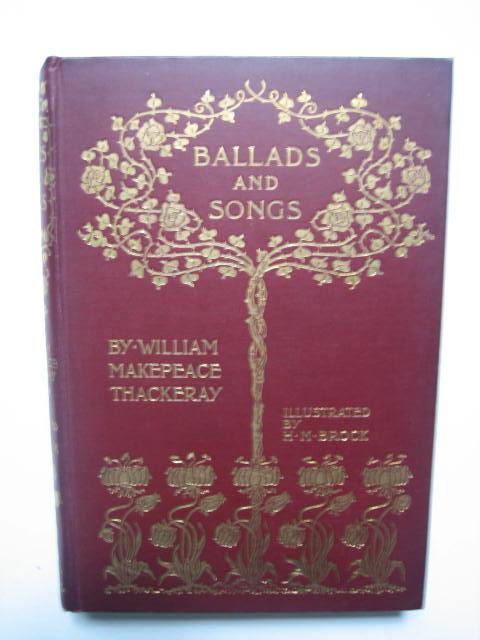 BALLADS
AND
SONGS
BY·WILLIAM
MAKEPEACE
THACKERAY
ILLUSTRATED
BY
H·M·BROCK